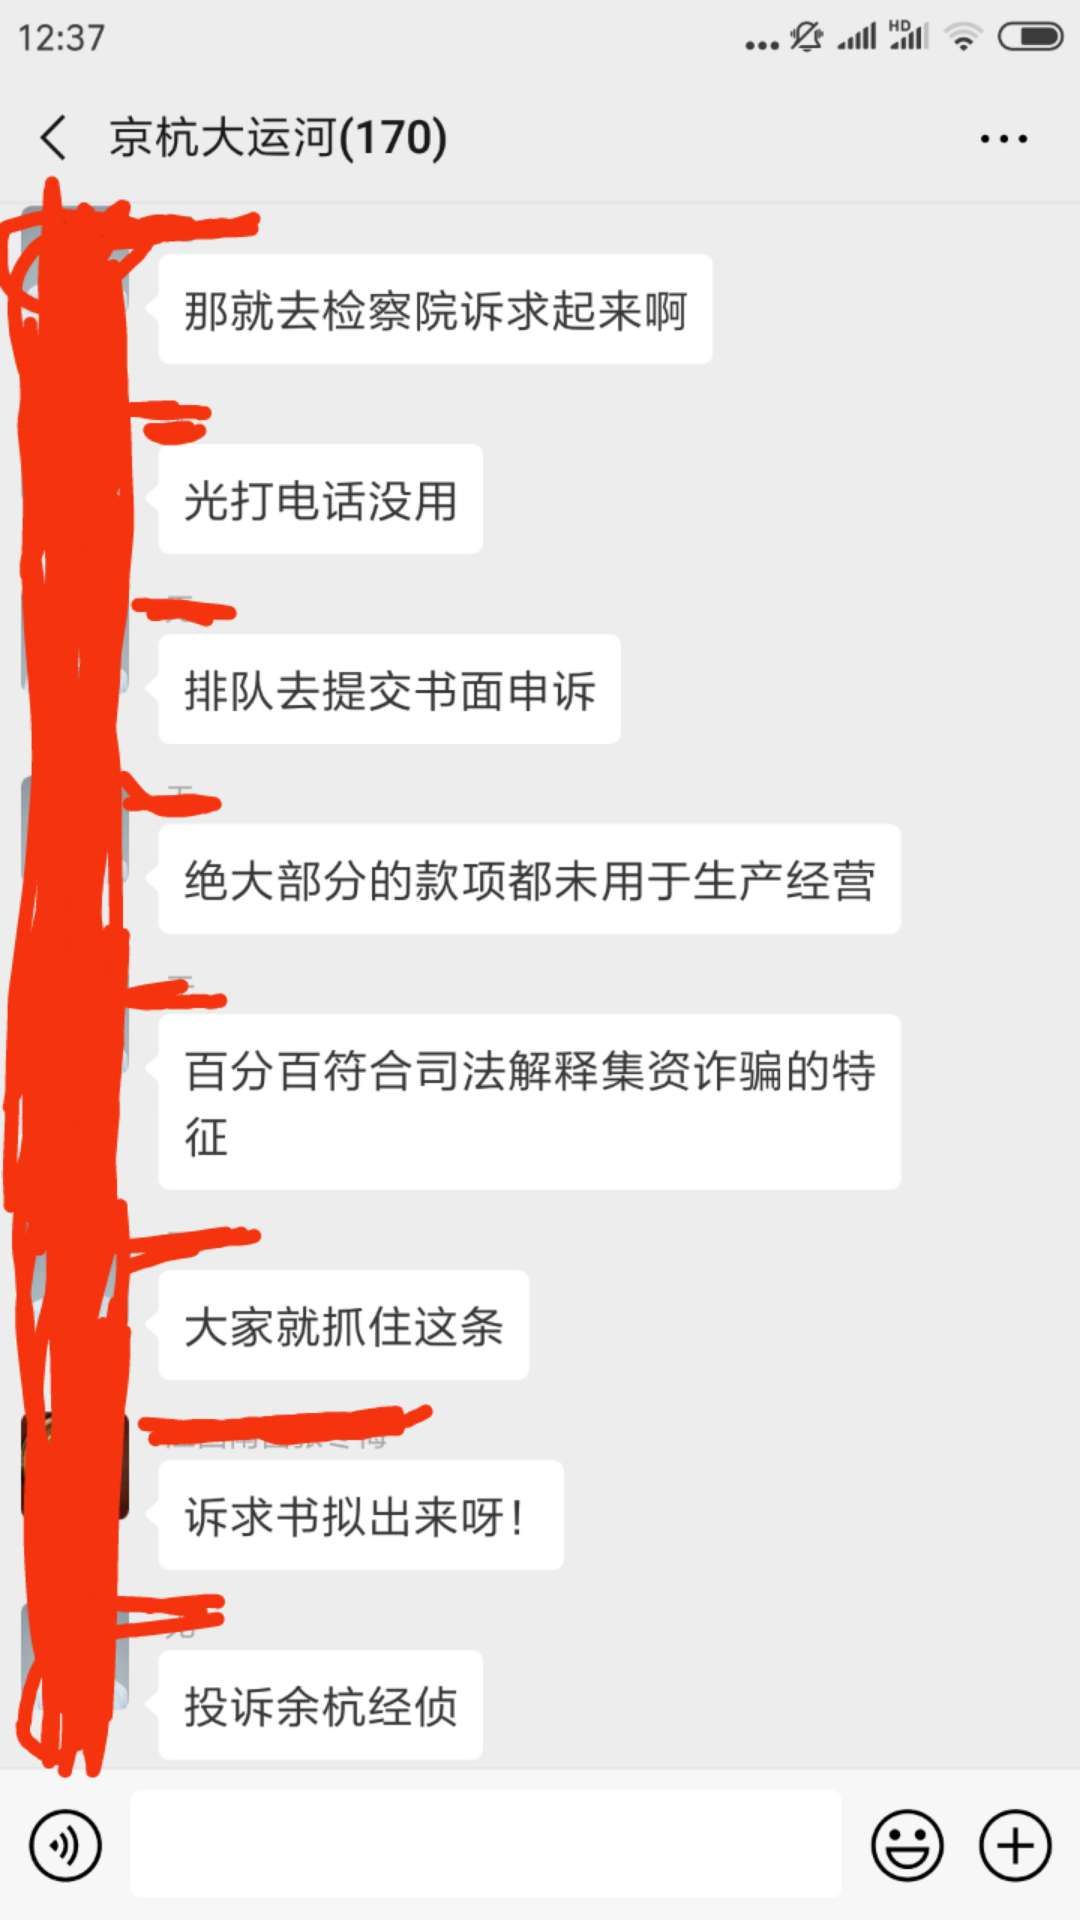 12:37
HD
京杭大运河(170)
那就去检察院诉求起来啊
光打电话没用
排队去提交书面申诉
绝大部分的款项都未用于生产经营
百分百符合司法解释集资诈骗的特
征
大家就抓住这条
诉求书拟出来呀！
投诉余杭经侦